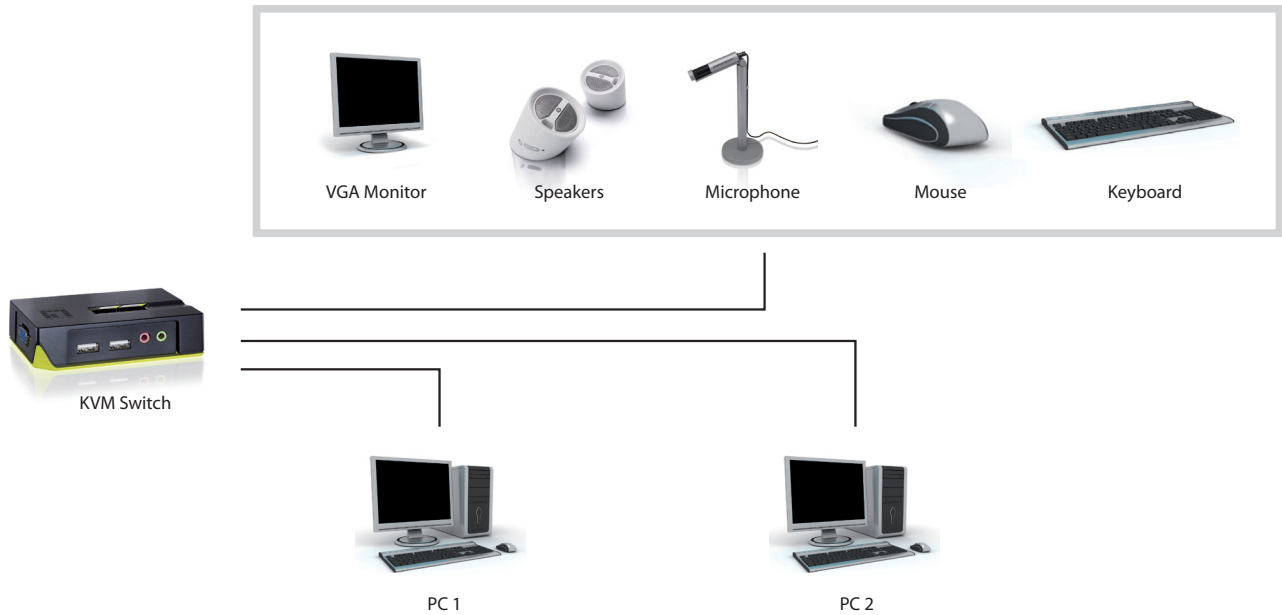 VGA Monitor
Speakers
Microphone
Mouse
Keyboard
KVM Switch
PC 1
PC 2